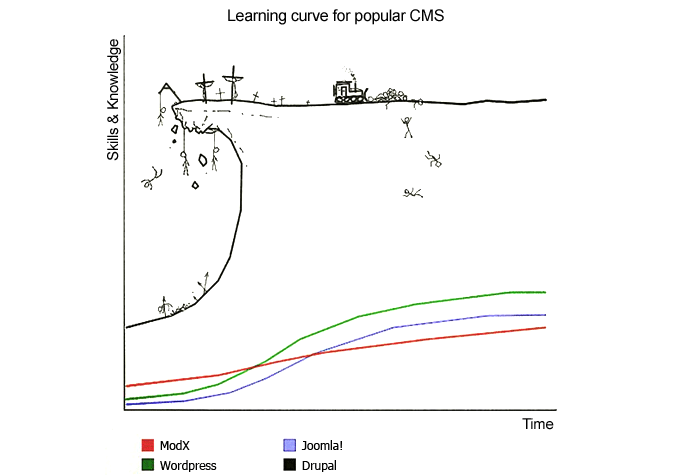 Learning curve for popular CMS
Skills & Knowledge
Time
ModX
Joomla!
Wordpress
Drupal